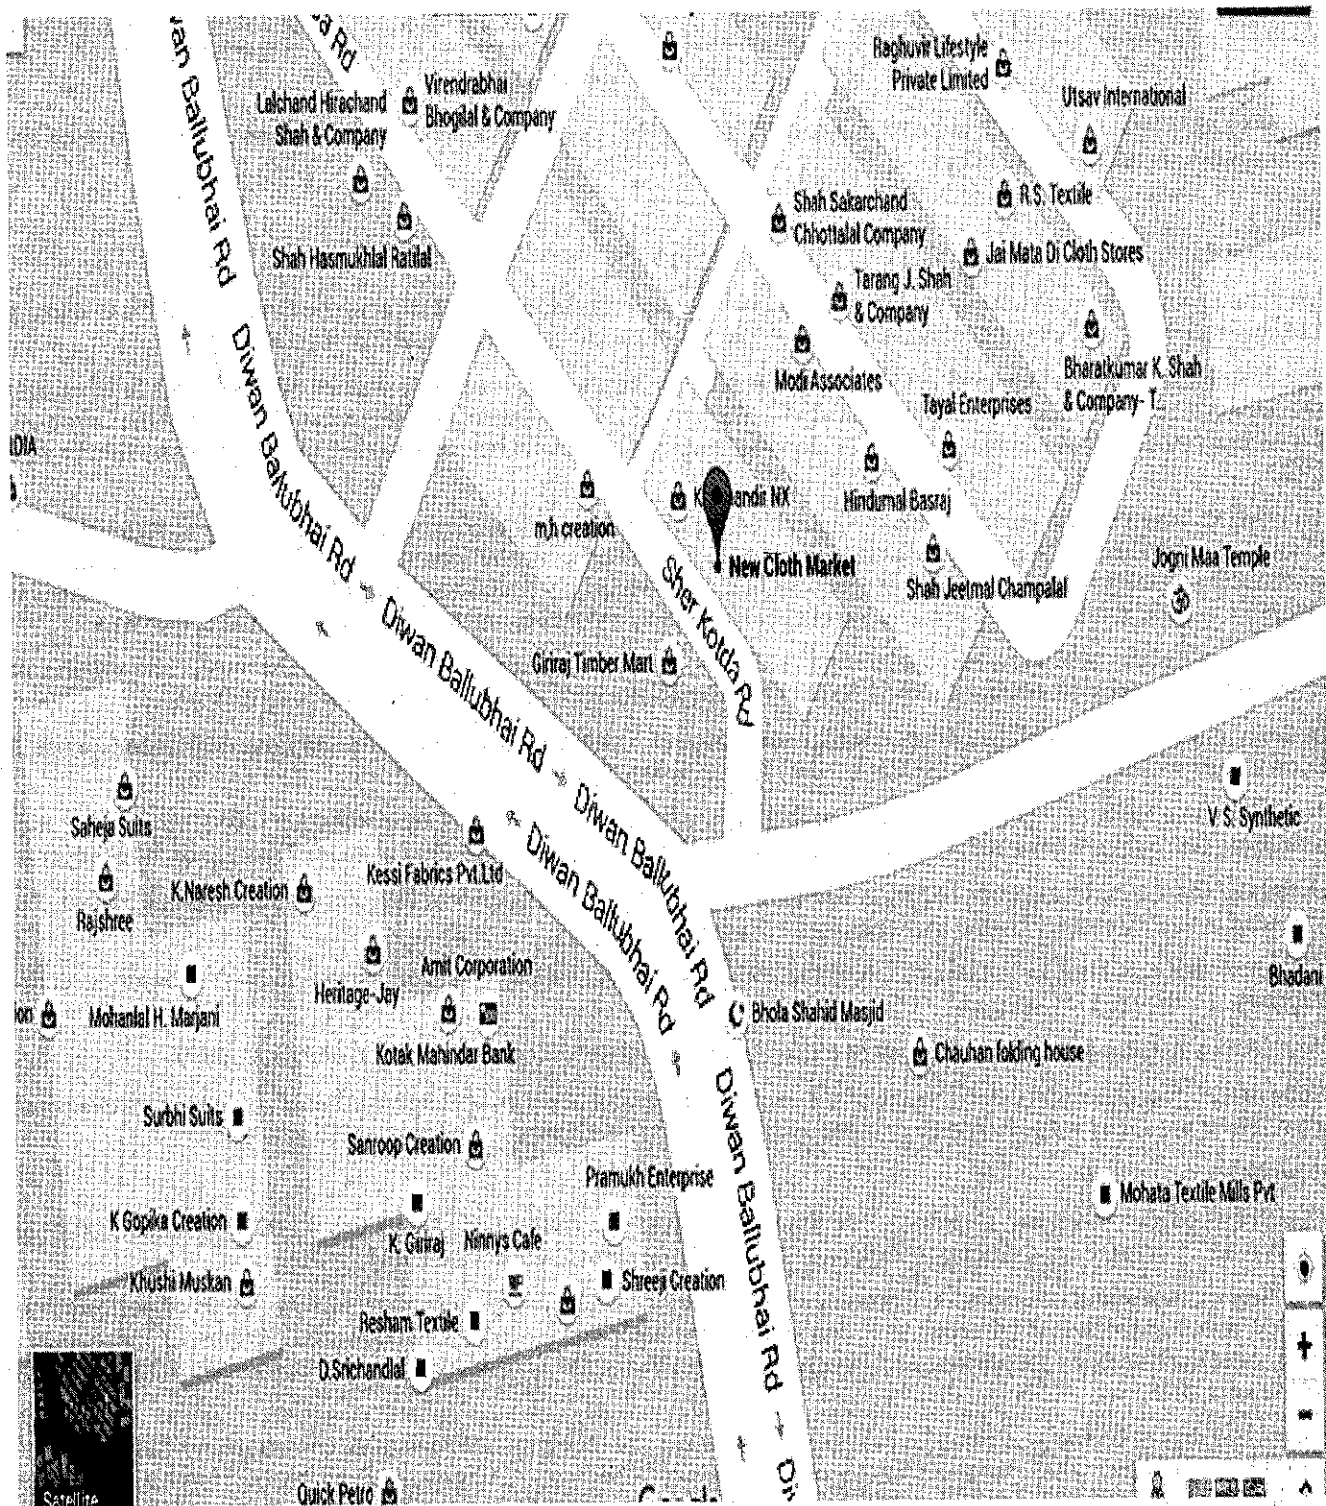 Diwan Ballubhai Rd
Raghuvir Lifestyle
Private Limited
Utsav International
Virendrabhai
Bhogilal & Company
Lalchand Hirachand
Shah & Company
Shah Hasmukhlal Ratilal
Shah Sakarchand
Chhottalal Company
R.S. Textile
Jai Mata Di Cloth Stores
Tarang J. Shah
& Company
Modi Associates
Bharatkumar K. Shah
& Company- T...
Tayal Enterprises
Diwan Ballubhai Rd
m.h creation
New Cloth Market
Hindumal Basraj
Shah Jeetmal Champalal
Jogni Maa Temple
Sher Kotda Rd
Giriraj Timber Mart
Diwan Ballubhai Rd
Diwan Ballubhai Rd
Diwan Ballubhai Rd
V. S. Synthetic
Saheja Suits
Kessi Fabrics Pvt.Ltd
K.Naresh Creation
Rajshree
Bhadani
Amit Corporation
Heritage-Jay
Mohanlal H. Marjani
Kotak Mahindar Bank
Bhola Shahid Masjid
Chauhan folding house
Surbhi Suits
Sanroop Creation
Pramukh Enterprise
Diwan Ballubhai Rd
Mohata Textile Mills Pvt
K Gopika Creation
K. Giriraj
Ninnys Cafe
Khushi Muskan
Shreeji Creation
Resham Textile
D.Srichandlal
Satellite
Quick Petro